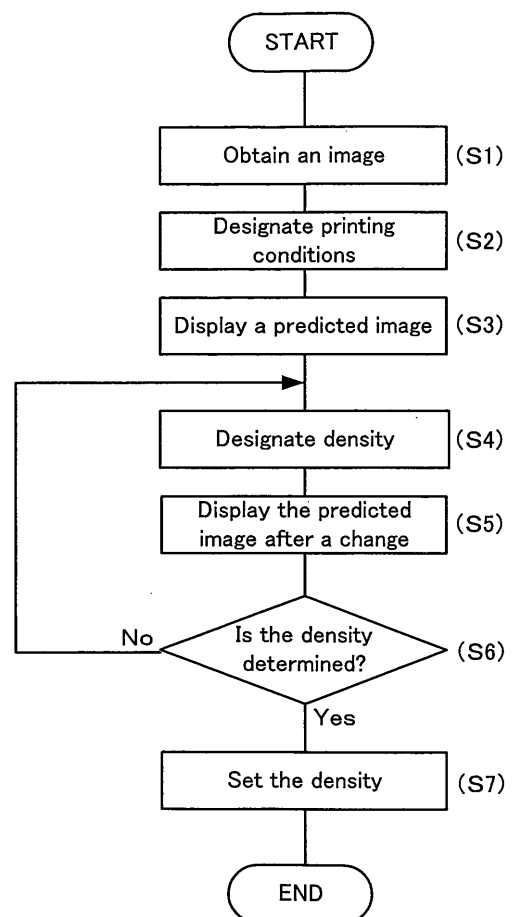 START
Obtain an image (S1)
Designate printing
conditions (S2)
Display a predicted image (S3)
Designate density (S4)
Display the predicted
image after a change (S5)
Is the density
determined? (S6)
No
Yes
Set the density (S7)
END